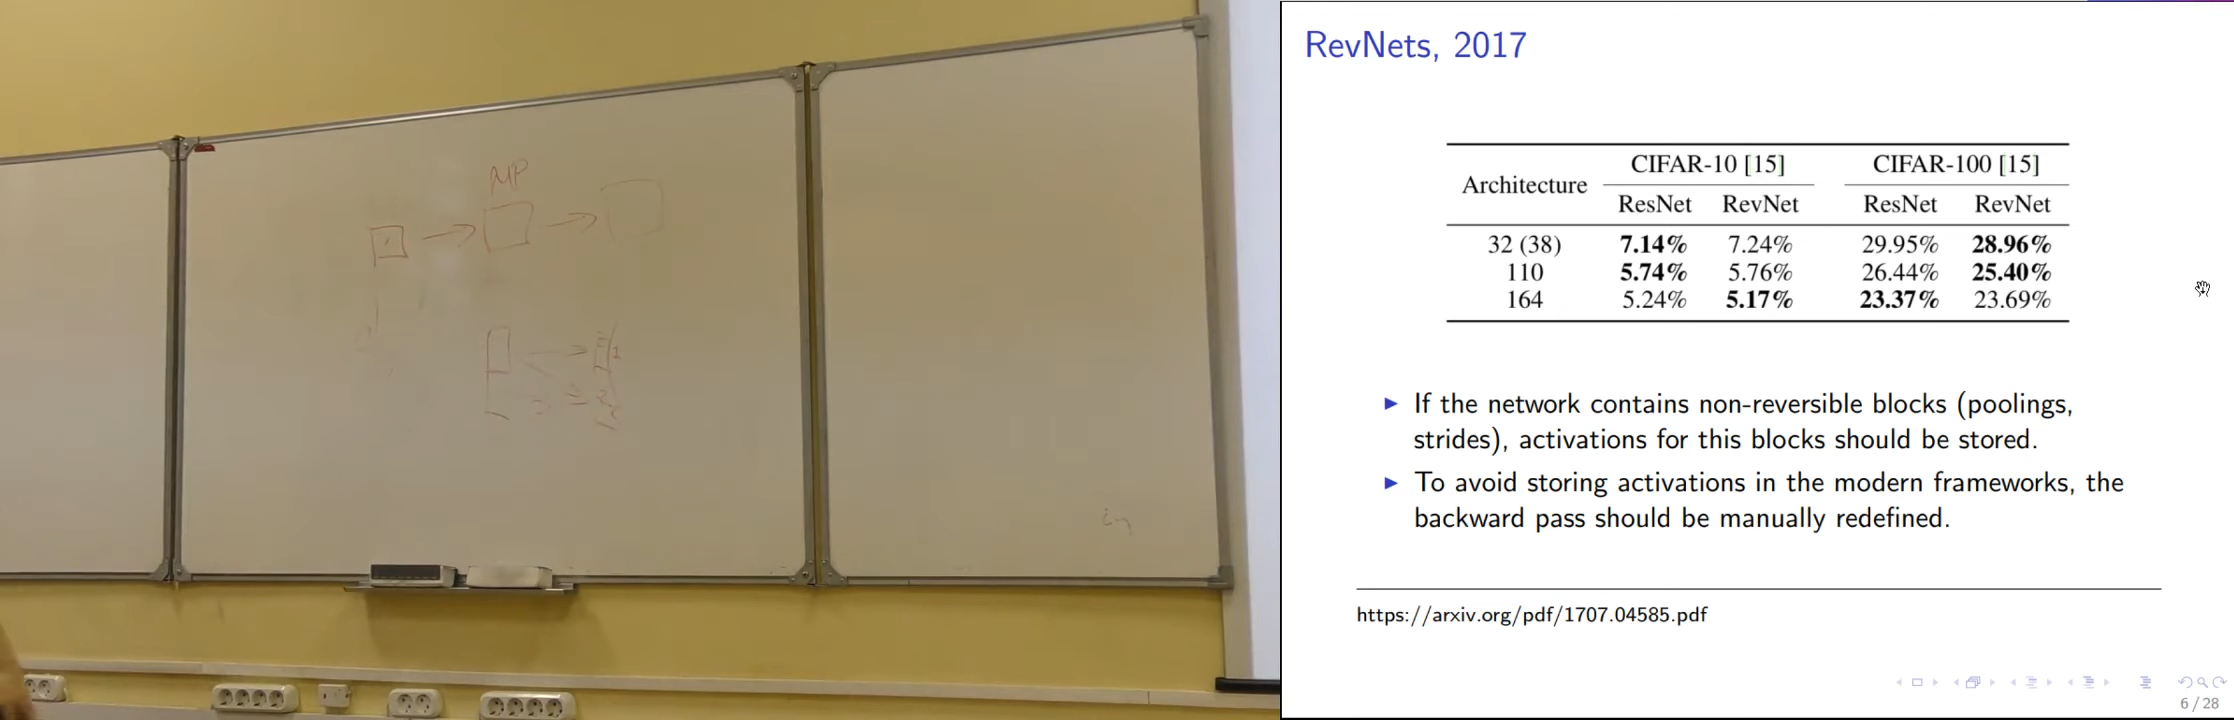 MP
RevNets, 2017
Architecture
CIFAR-10 [15]
CIFAR-100 [15]
ResNet RevNet ResNet RevNet
32 (38) 7.14% 7.24% 29.95% 28.96%
110 5.74% 5.76% 26.44% 25.40%
164 5.24% 5.17% 23.37% 23.69%
If the network contains non-reversible blocks (poolings,
strides), activations for this blocks should be stored.
To avoid storing activations in the modern frameworks, the
backward pass should be manually redefined.
https://arxiv.org/pdf/1707.04585.pdf
6 / 28